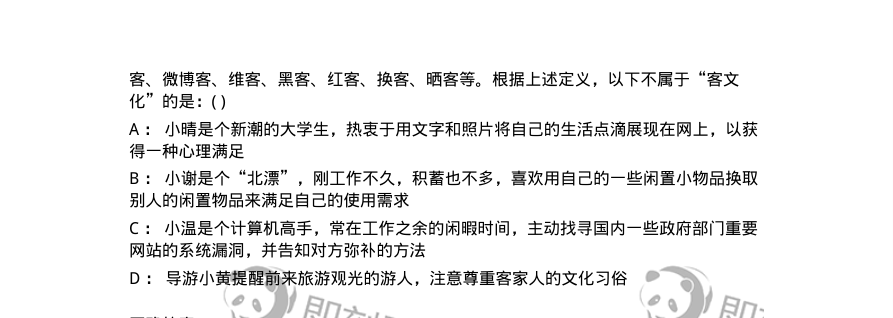 客、微博客、维客、黑客、红客、换客、晒客等。根据上述定义，以下不属于“客文
化”的是：( )
A： 小晴是个新潮的大学生，热衷于用文字和照片将自己的生活点滴展现在网上，以获
得一种心理满足
B： 小谢是个“北漂”，刚工作不久，积蓄也不多，喜欢用自己的一些闲置小物品换取
别人的闲置物品来满足自己的使用需求
C： 小温是个计算机高手，常在工作之余的闲暇时间，主动找寻国内一些政府部门重要
网站的系统漏洞，并告知对方弥补的方法
D： 导游小黄提醒前来旅游观光的游人，注意尊重客家人的文化习俗